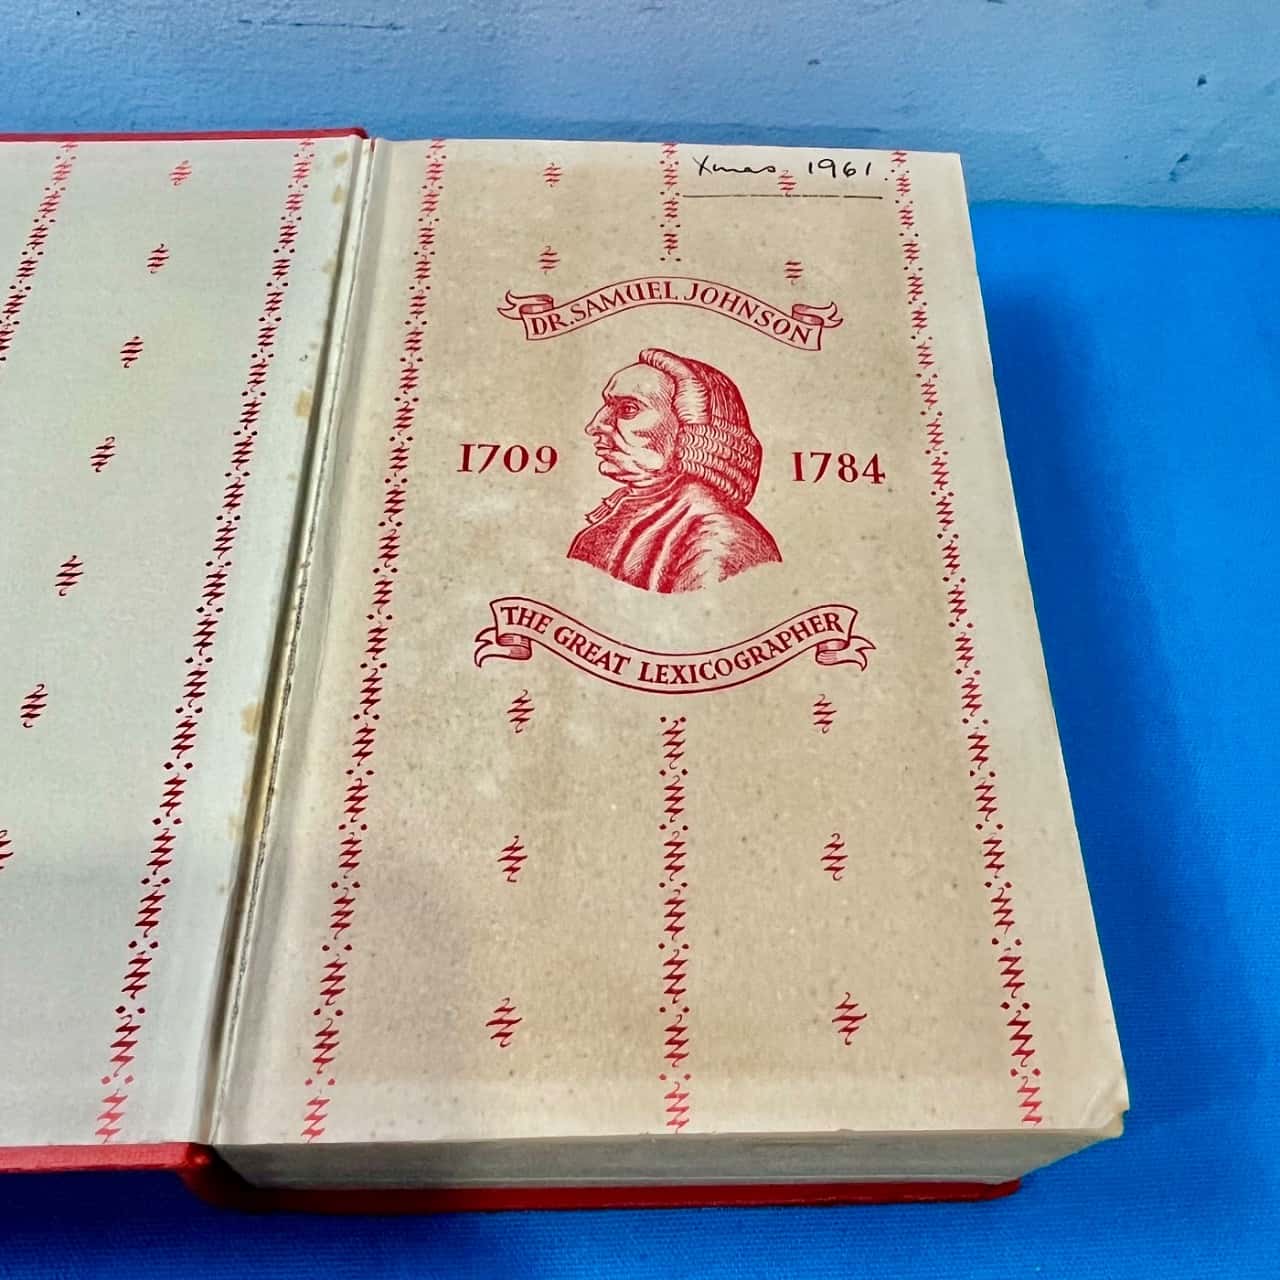 Xmas 1961.
DR. SAMUEL JOHNSON
1709 1784
THE GREAT LEXICOGRAPHER